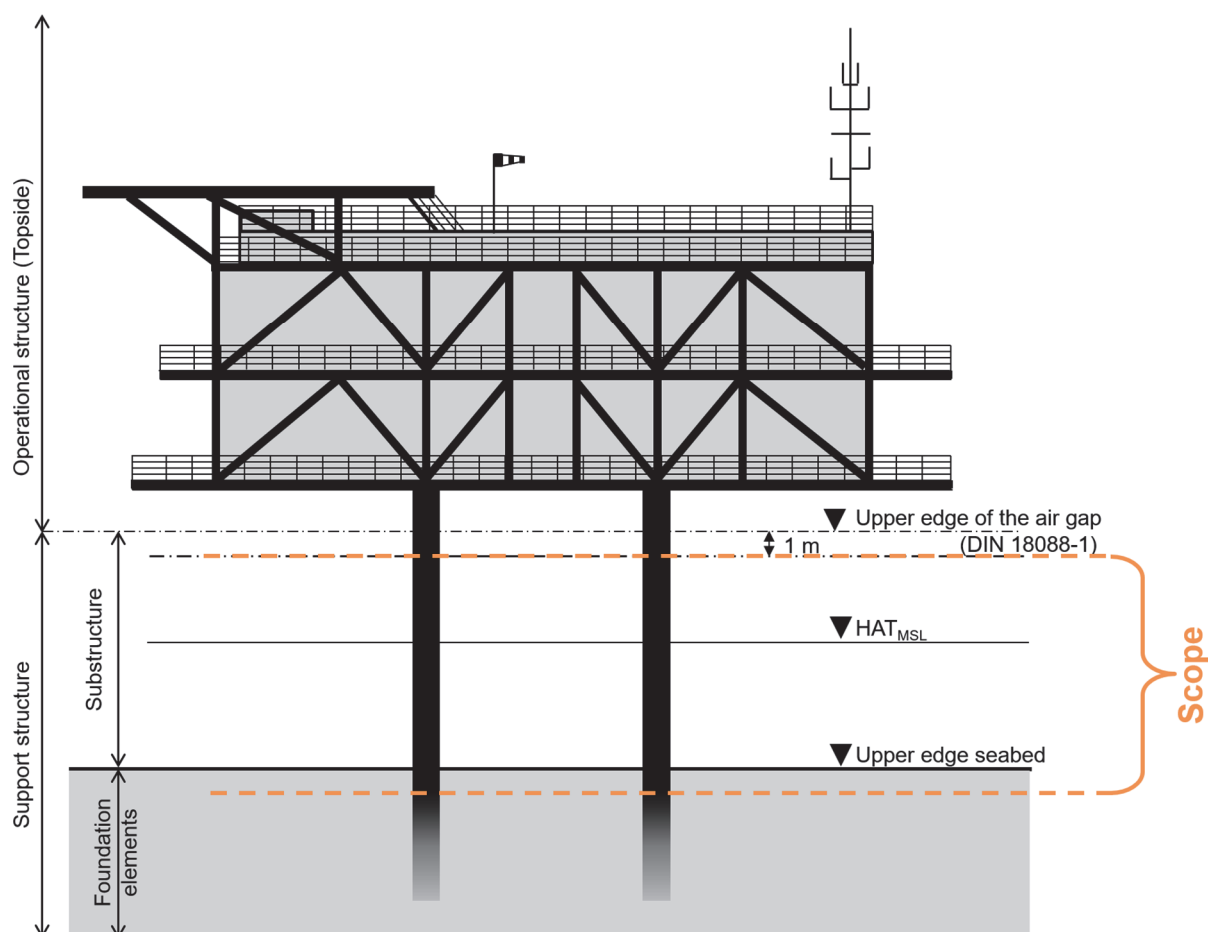 Operational structure (Topside)
Upper edge of the air gap
1 m
(DIN 18088-1)
HATMSL
Scope
Substructure
Support structure
Upper edge seabed
Foundation
elements